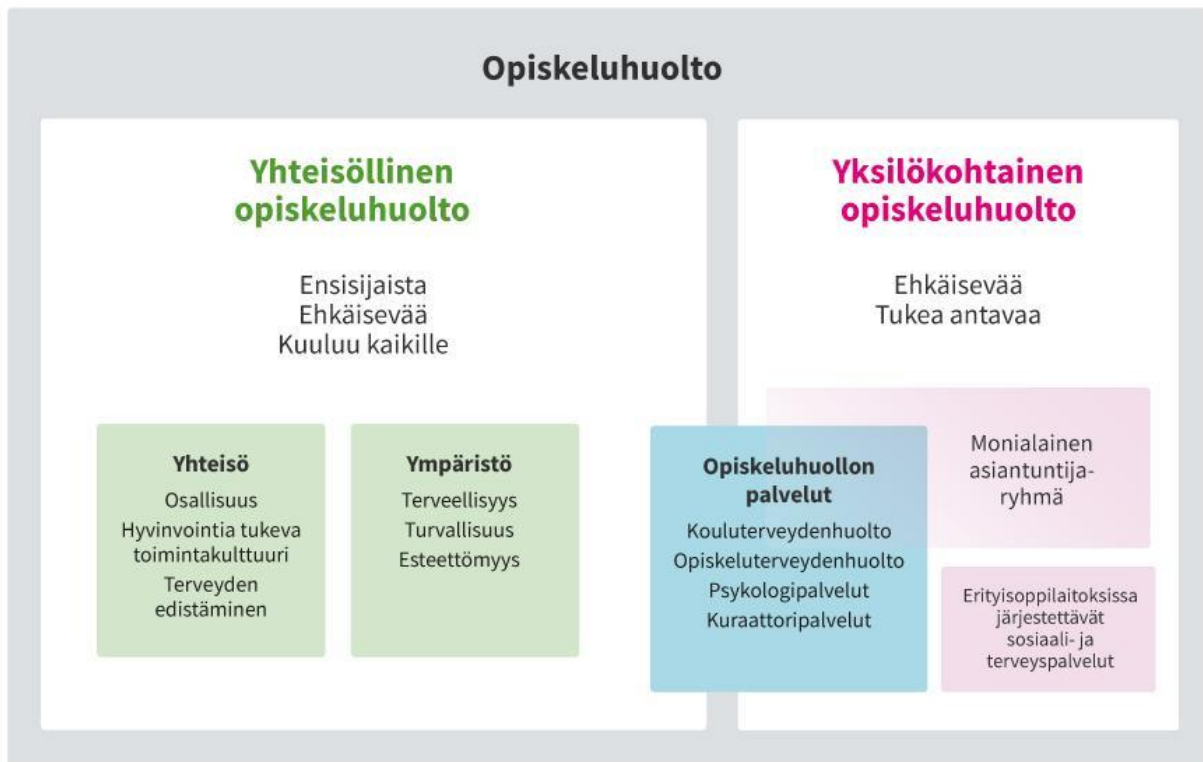 Opiskeluhuolto
Yhteisöllinen
opiskeluhuolto
Ensisijaista
Ehkäisevää
Kuuluu kaikille
Yhteisö
Osallisuus
Hyvinvointia tukeva
toimintakulttuuri
Terveyden
edistäminen
Ympäristö
Terveellisyys
Turvallisuus
Esteettömyys
Opiskeluhuollon
palvelut
Kouluterveydenhuolto
Opiskeluterveydenhuolto
Psykologipalvelut
Kuraattoripalvelut
Yksilökohtainen
opiskeluhuolto
Ehkäisevää
Tukea antavaa
Monialainen
asiantuntija-
ryhmä
Erityisoppilaitoksissa
järjestettävät
sosiaali- ja
terveyspalvelut